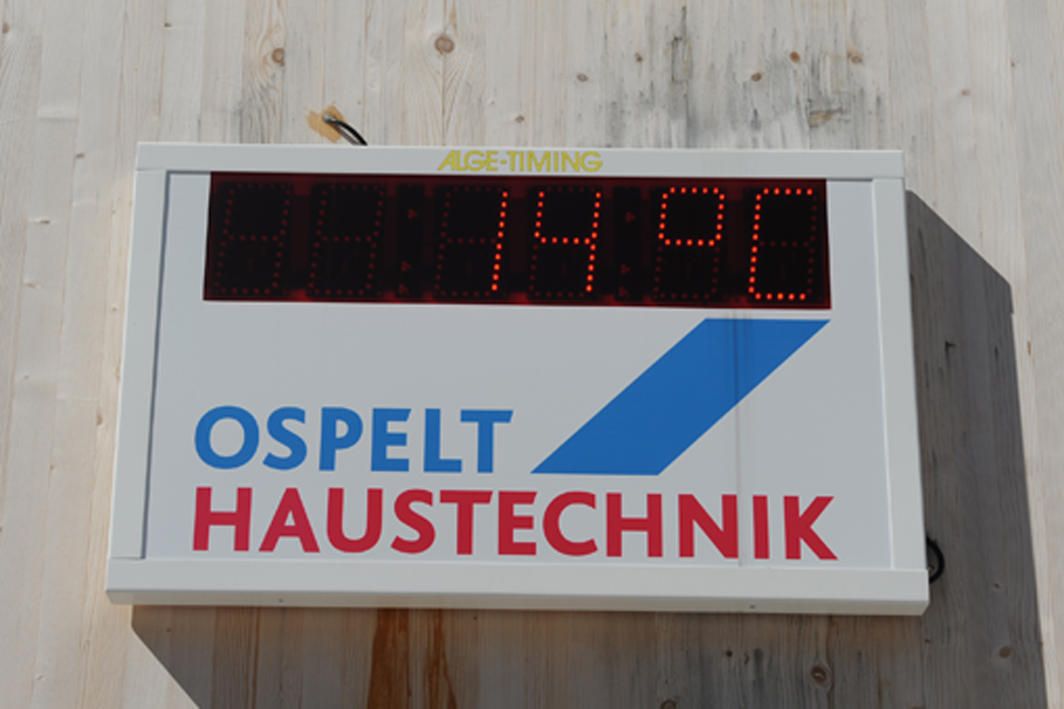 ALGE-TIMING
14°C
OSPELT
HAUSTECHNIK